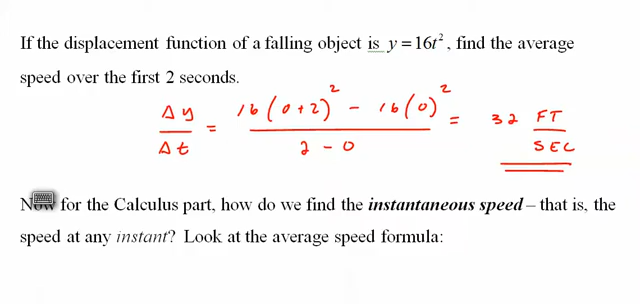 If the displacement function of a falling object is y = 16t², find the average
speed over the first 2 seconds.
Δy/Δt = (16(0+2)² − 16(0)²)/(2 − 0) = 32 FT/SEC
Now for the Calculus part, how do we find the instantaneous speed – that is, the
speed at any instant? Look at the average speed formula: